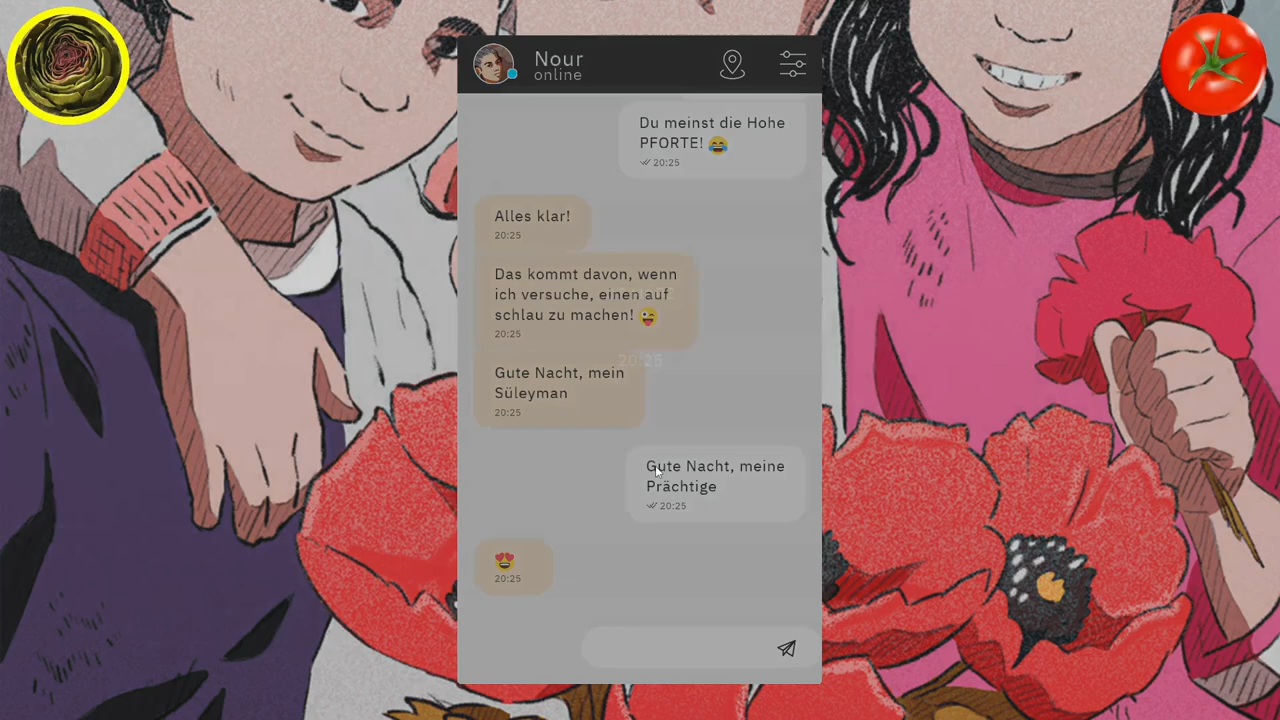 Nour
online
Du meinst die Hohe
PFORTE! 😂
20:25
Alles klar!
20:25
Das kommt davon, wenn
ich versuche, einen auf
schlau zu machen! 😜
20:25
20:25
Gute Nacht, mein
Süleyman
20:25
Gute Nacht, meine
Prächtige
20:25
😍
20:25